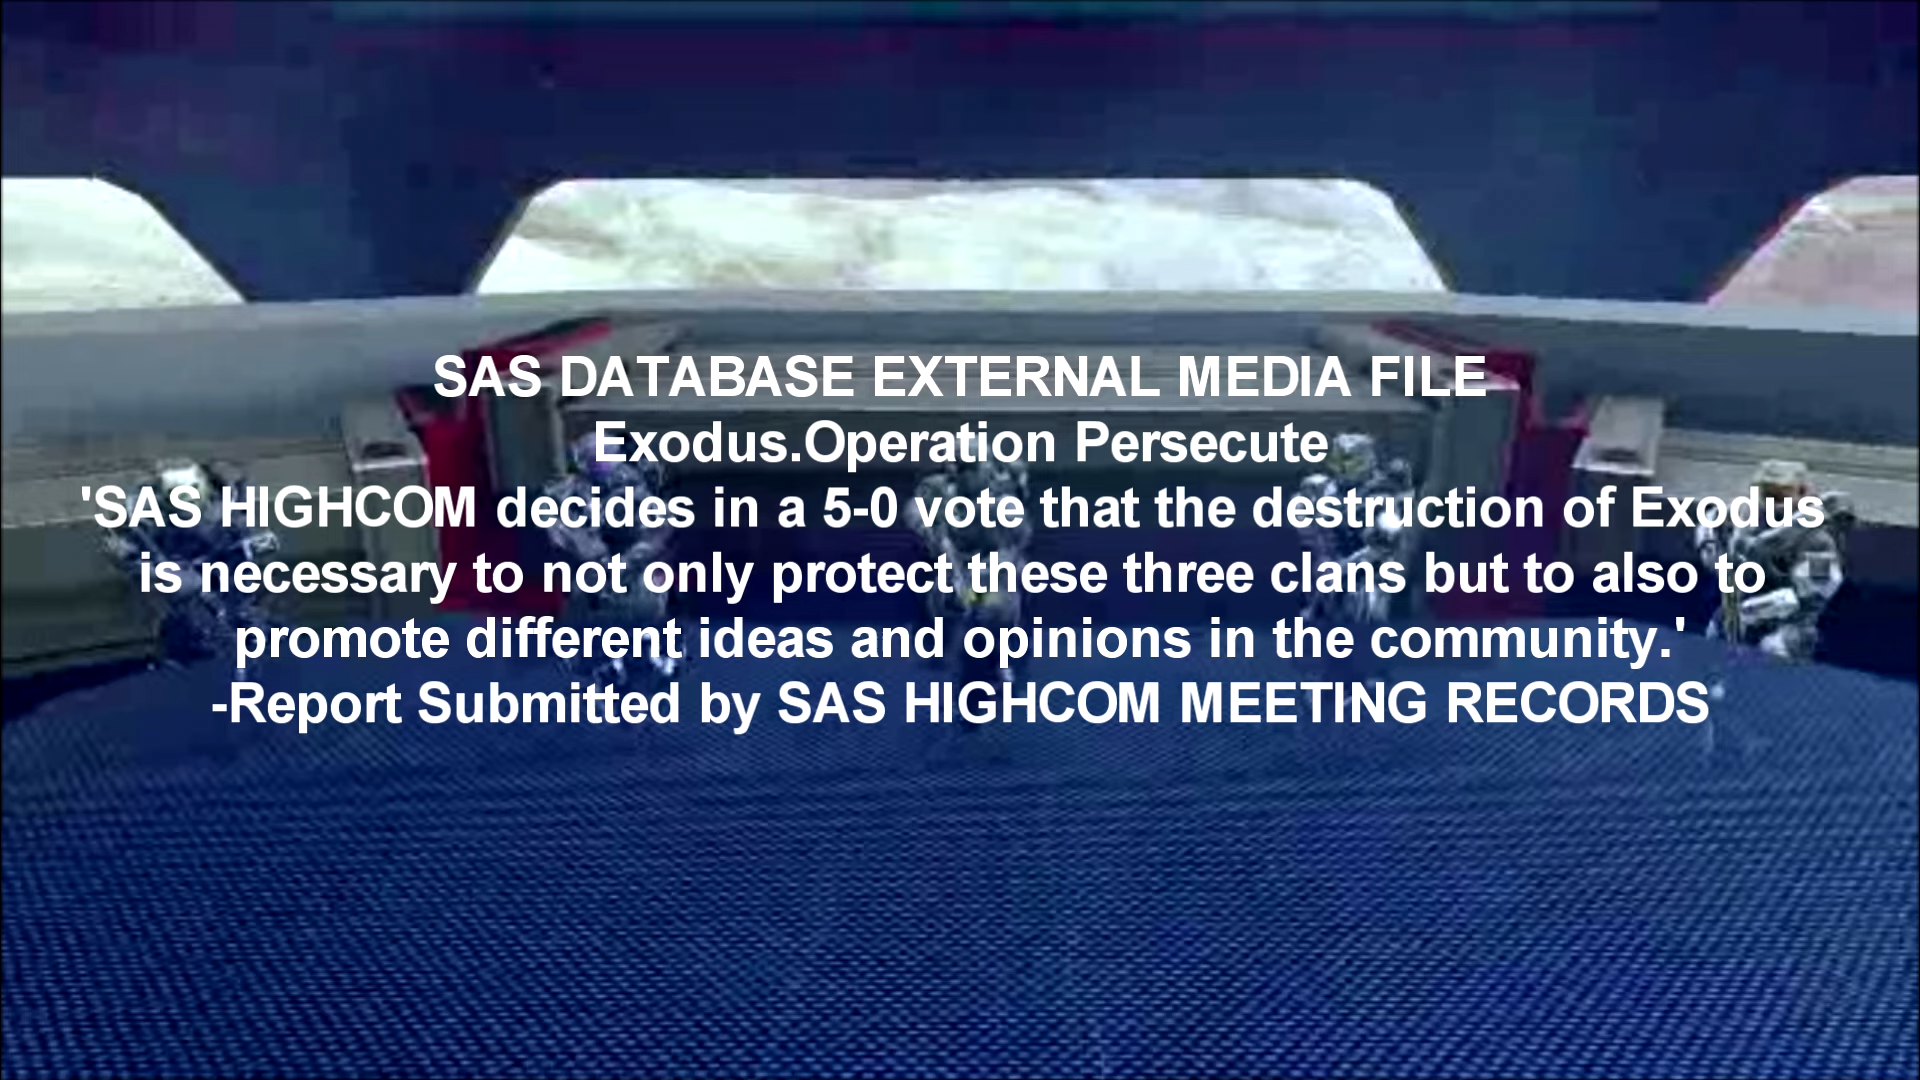 SAS DATABASE EXTERNAL MEDIA FILE
Exodus.Operation Persecute
'SAS HIGHCOM decides in a 5-0 vote that the destruction of Exodus
is necessary to not only protect these three clans but to also to
promote different ideas and opinions in the community.'
-Report Submitted by SAS HIGHCOM MEETING RECORDS